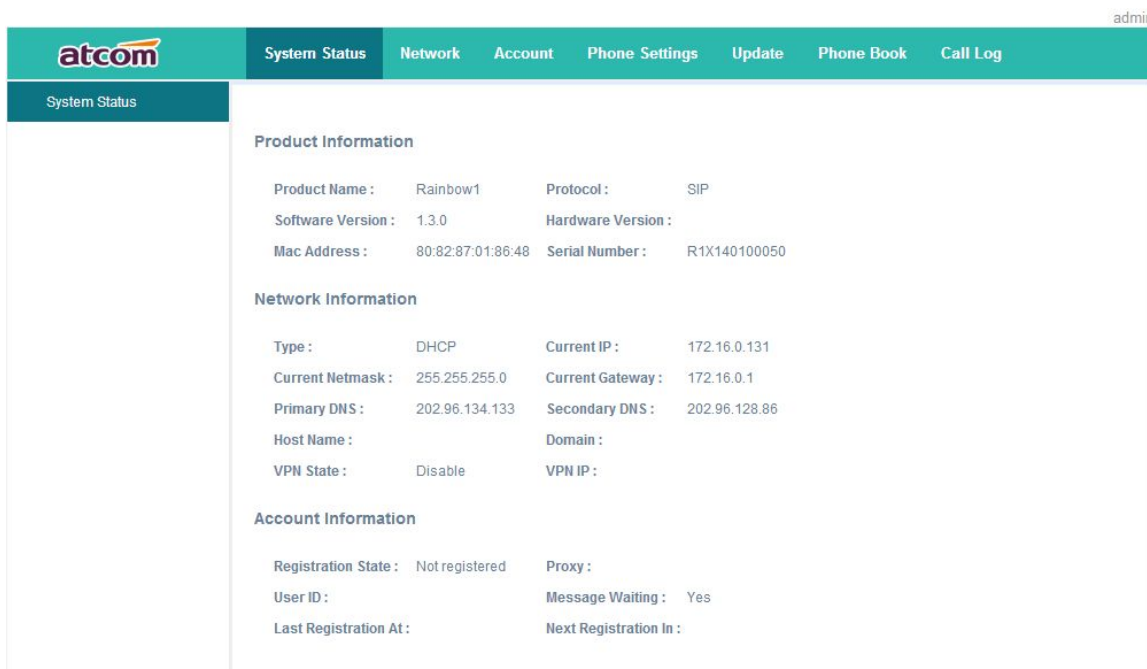 admi
atcom System Status Network Account Phone Settings Update Phone Book Call Log
System Status
Product Information
Product Name : Rainbow1 Protocol : SIP
Software Version : 1.3.0 Hardware Version :
Mac Address : 80:82:87:01:86:48 Serial Number : R1X140100050
Network Information
Type : DHCP Current IP : 172.16.0.131
Current Netmask : 255.255.255.0 Current Gateway : 172.16.0.1
Primary DNS : 202.96.134.133 Secondary DNS : 202.96.128.86
Host Name : Domain :
VPN State : Disable VPN IP :
Account Information
Registration State : Not registered Proxy :
User ID : Message Waiting : Yes
Last Registration At : Next Registration In :